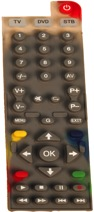 TV DVD STB
1 2 3
4 5 6
7 8 9
-/-- 0 AV
V+ P+
V- P-
MENU EXIT
OK